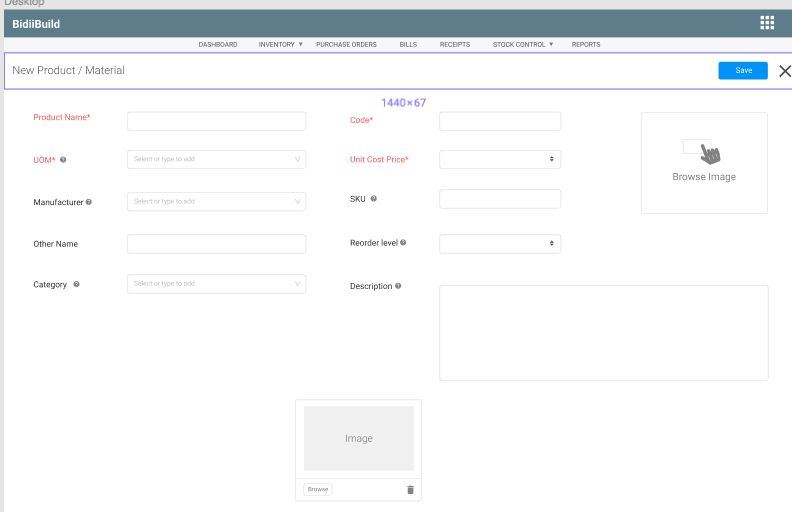 Desktop
BidiiBuild
DASHBOARD INVENTORY ▼ PURCHASE ORDERS BILLS RECEIPTS STOCK CONTROL ▼ REPORTS
New Product / Material Save
1440×67
Product Name* Code*
UOM* Select or type to add Unit Cost Price*
Browse Image
Manufacturer Select or type to add SKU
Other Name Reorder level
Category Select or type to add Description
Image
Browse